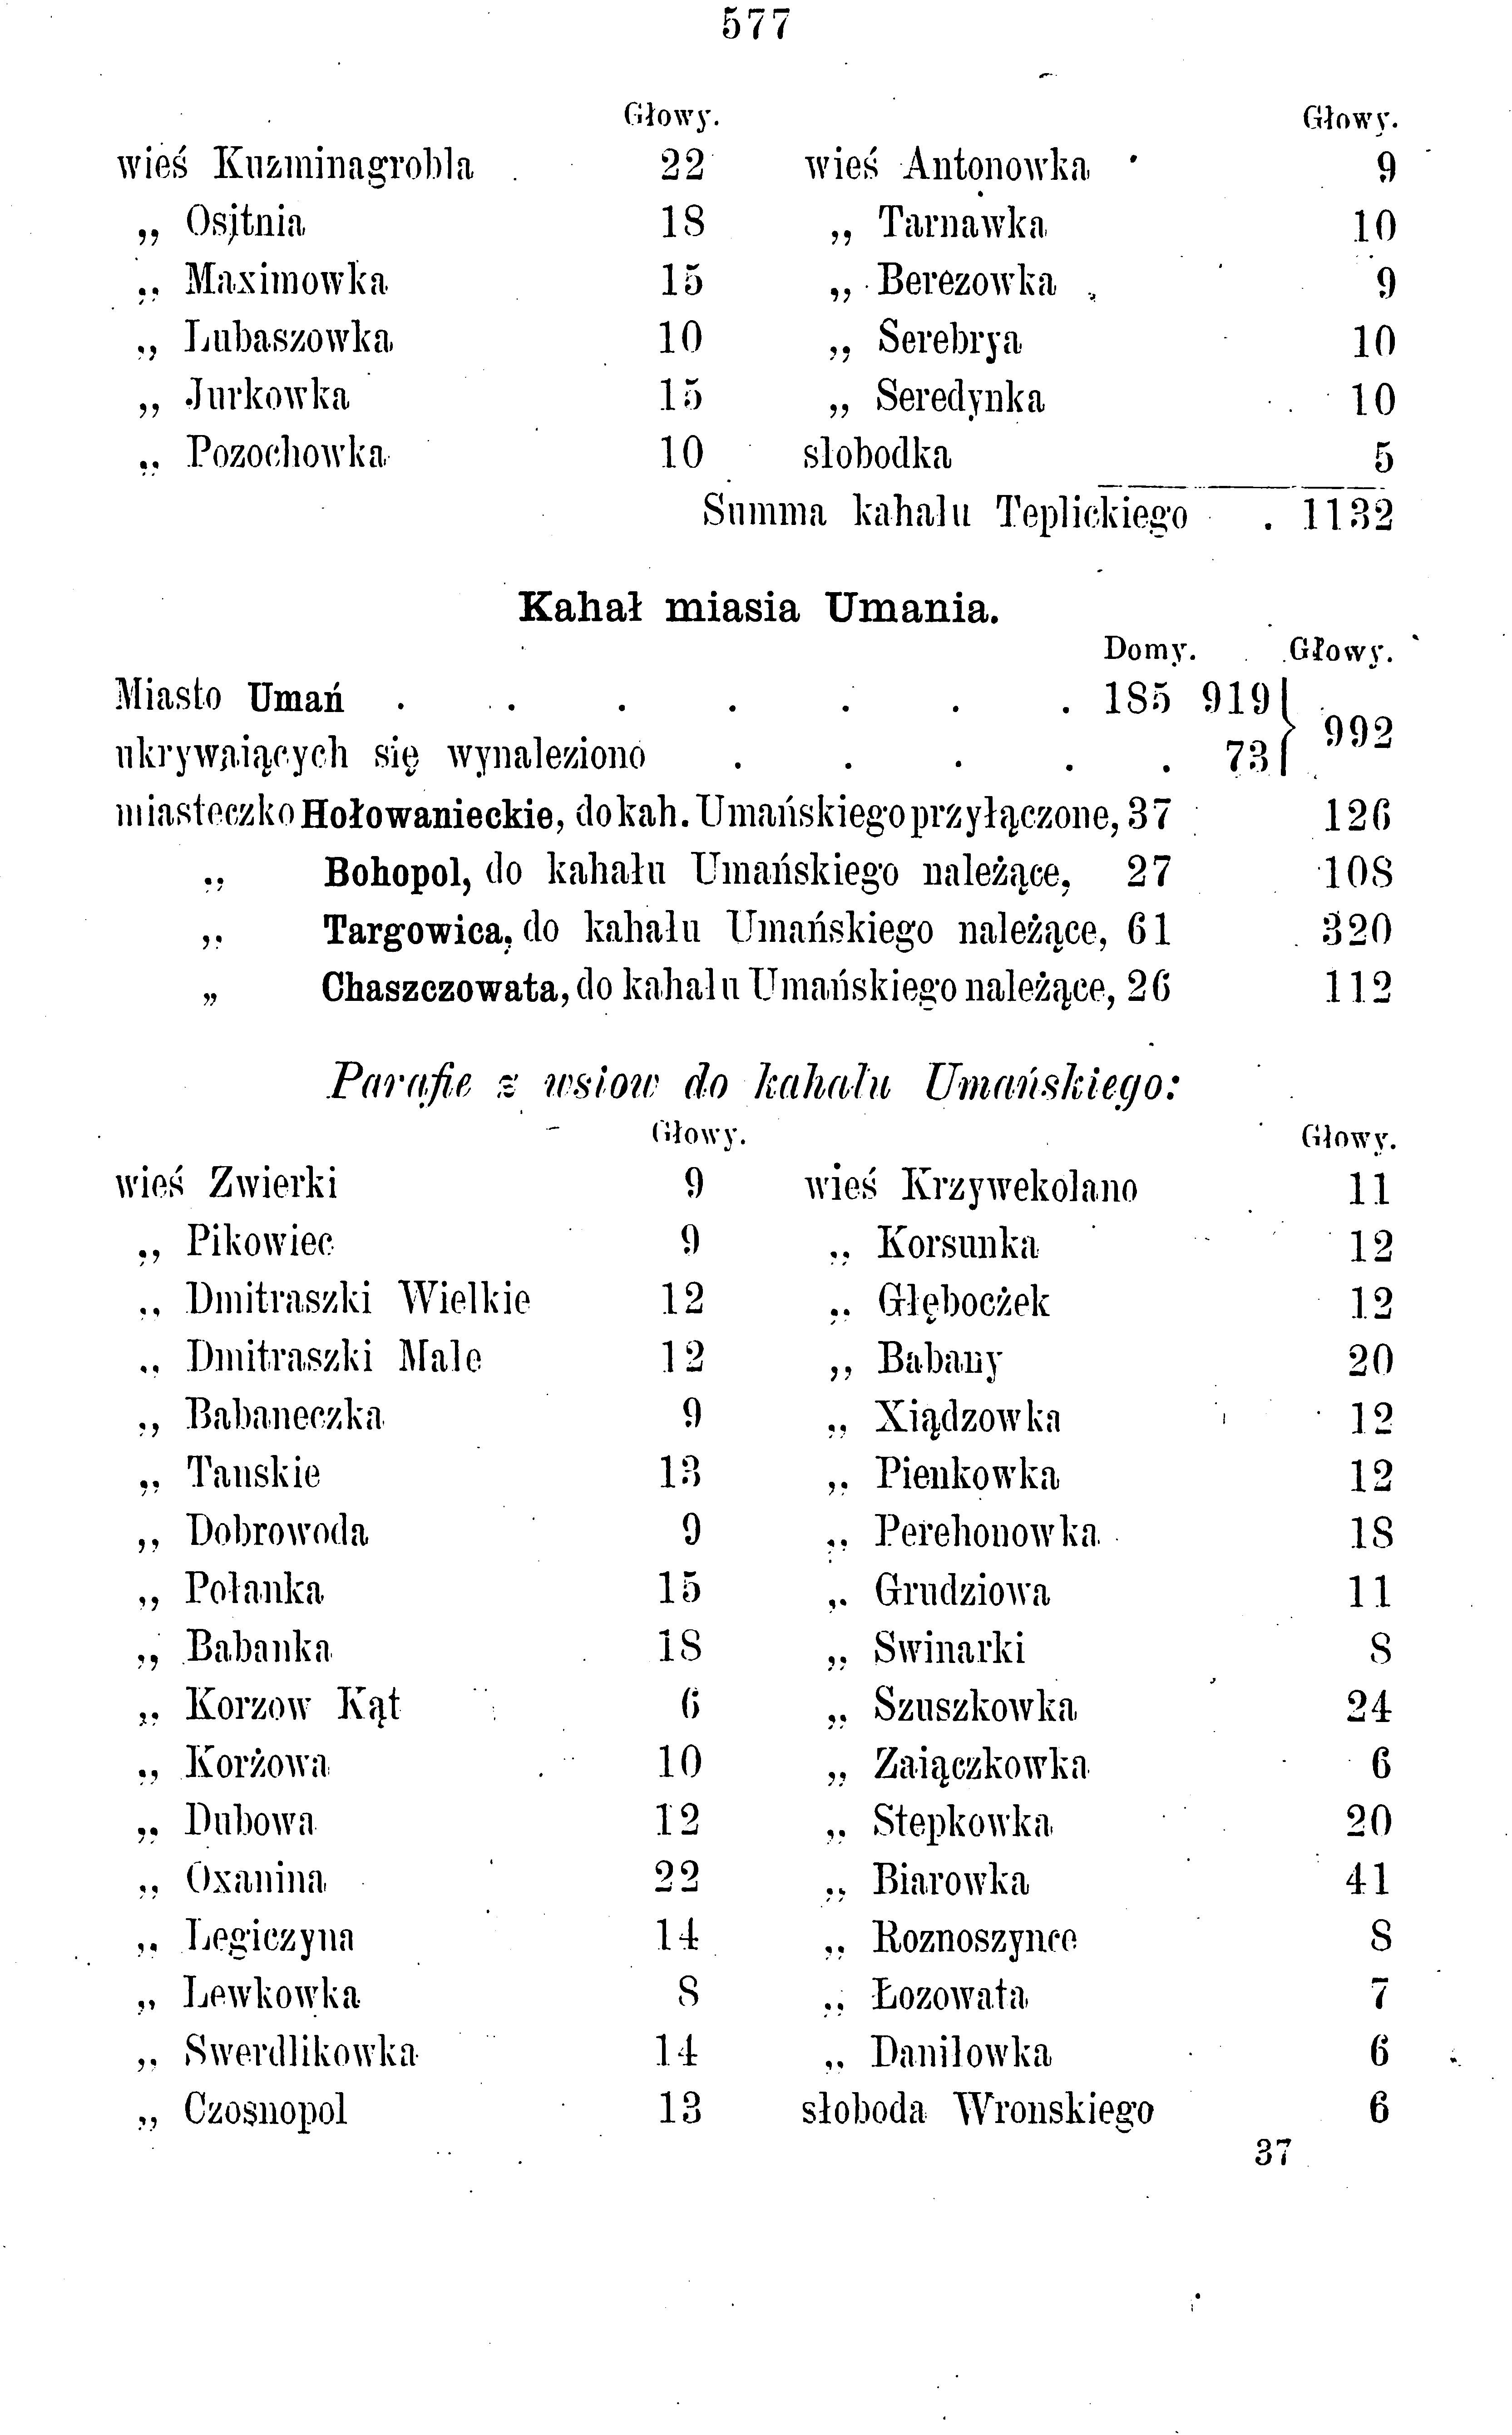 577
Głowy. Głowy.
wieś Kuzminagrobla 22 wieś Antonowka 9
„ Ositnia 18 „ Tarnawka 10
„ Maximowka 15 „ Berezowka 9
„ Lubaszowka 10 „ Serebrya 10
„ Jurkowka 15 „ Seredynka 10
„ Pozochowka 10 slobodka 5
Summa kahału Teplickiego . 1132
Kahał miasia Umania.
Domy. Głowy.
Miasto Umań . . . . . . . 185 919 } 992
ukrywaiących się wynaleziono . . . . . 73
miasteczko Hołowanieckie, do kah. Umańskiego przyłączone, 37 126
„ Bohopol, do kahału Umańskiego należące, 27 108
„ Targowica, do kahału Umańskiego należące, 61 320
„ Chaszczowata, do kahału Umańskiego należące, 26 112
Parafie z wsiow do kahału Umańskiego:
Głowy. Głowy.
wieś Zwierki 9 wieś Krzywekolano 11
„ Pikowiec 9 „ Korsunka 12
„ Dmitraszki Wielkie 12 „ Głęboczek 12
„ Dmitraszki Małe 12 „ Babany 20
„ Babaneczka 9 „ Xiądzowka 12
„ Tanskie 13 „ Pienkowka 12
„ Dobrowoda 9 „ Perehonowka 18
„ Połanka 15 „ Grudziowa 11
„ Babanka 18 „ Swinarki 8
„ Korzow Kąt 6 „ Szuszkowka 24
„ Korżowa 10 „ Zaiączkowka 6
„ Dubowa 12 „ Stepkowka 20
„ Oxanina 22 „ Biarowka 41
„ Legiczyna 14 „ Roznoszynce 8
„ Lewkowka 8 „ Łozowata 7
„ Swerdlikowka 14 „ Daniłowka 6
„ Czosnopol 13 słoboda Wronskiego 6
37